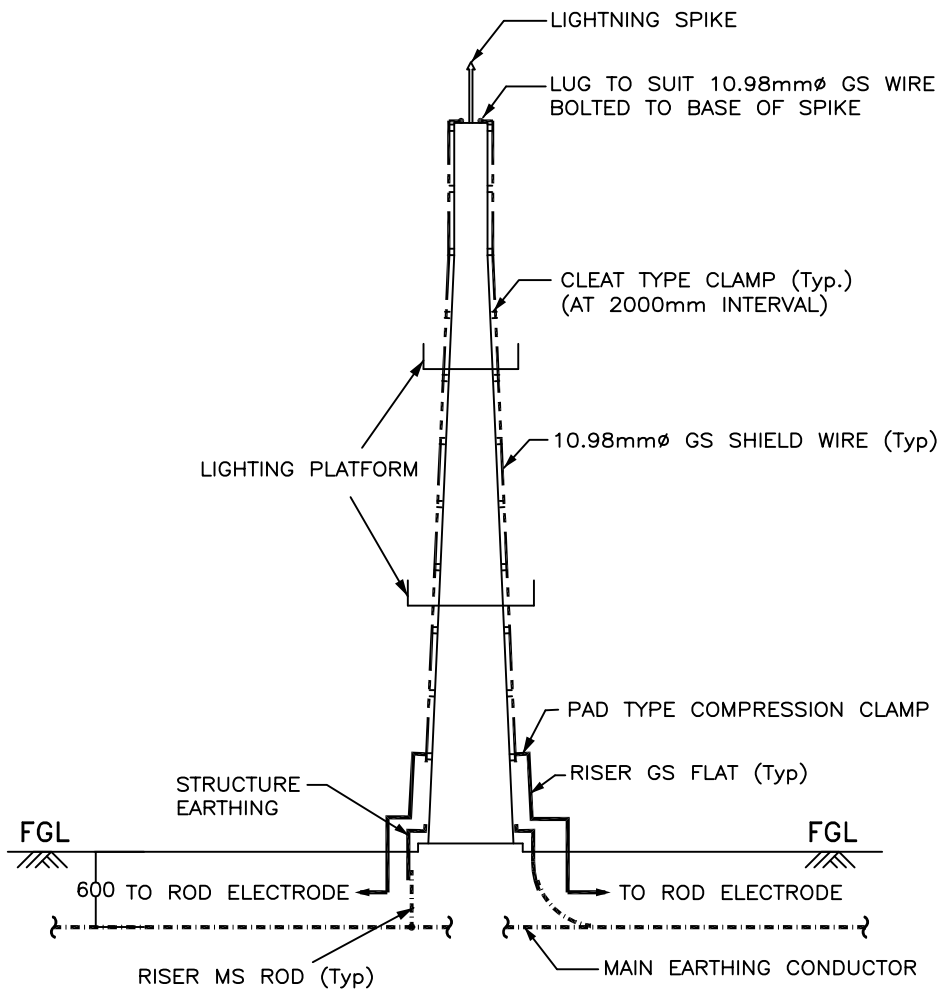 LIGHTNING SPIKE
LUG TO SUIT 10.98mmø GS WIRE
BOLTED TO BASE OF SPIKE
CLEAT TYPE CLAMP (Typ.)
(AT 2000mm INTERVAL)
10.98mmø GS SHIELD WIRE (Typ)
LIGHTING PLATFORM
PAD TYPE COMPRESSION CLAMP
RISER GS FLAT (Typ)
STRUCTURE
EARTHING
FGL
FGL
600
TO ROD ELECTRODE
TO ROD ELECTRODE
RISER MS ROD (Typ)
MAIN EARTHING CONDUCTOR